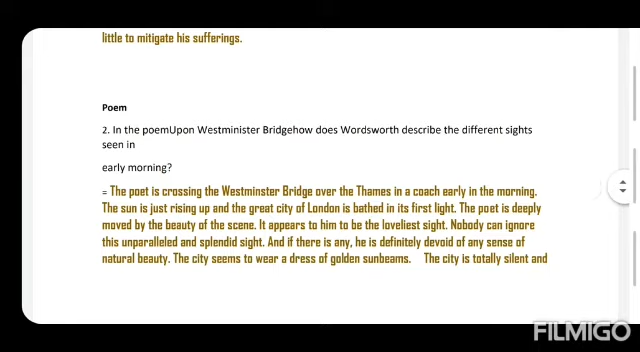 little to mitigate his sufferings.
Poem
2. In the poemUpon Westminister Bridgehow does Wordsworth describe the different sights
seen in
early morning?
= The poet is crossing the Westminster Bridge over the Thames in a coach early in the morning.
The sun is just rising up and the great city of London is bathed in its first light. The poet is deeply
moved by the beauty of the scene. It appears to him to be the loveliest sight. Nobody can ignore
this unparalleled and splendid sight. And if there is any, he is definitely devoid of any sense of
natural beauty. The city seems to wear a dress of golden sunbeams. The city is totally silent and
FILMIGO